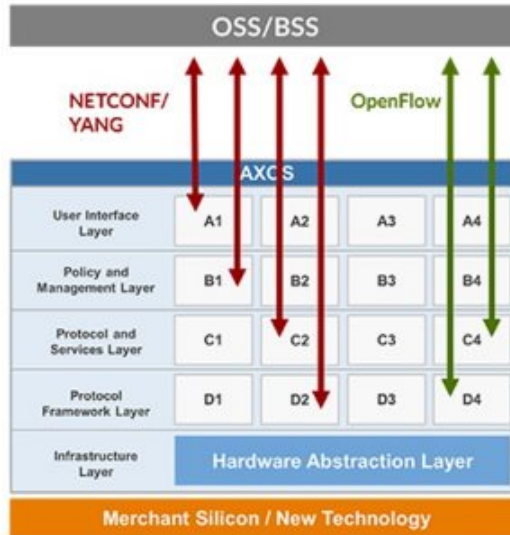 OSS/BSS
NETCONF/
YANG
OpenFlow
AXOS
User Interface
Layer
A1 A2 A3 A4
Policy and
Management Layer
B1 B2 B3 B4
Protocol and
Services Layer
C1 C2 C3 C4
Protocol
Framework Layer
D1 D2 D3 D4
Infrastructure
Layer
Hardware Abstraction Layer
Merchant Silicon / New Technology